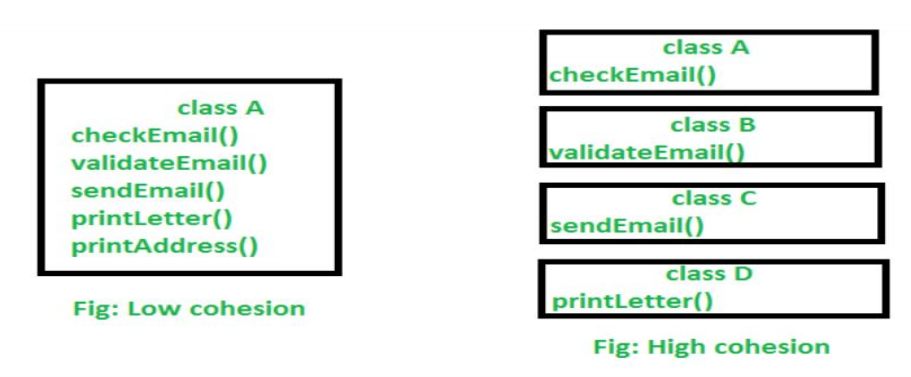 class A
checkEmail()
validateEmail()
sendEmail()
printLetter()
printAddress()
Fig: Low cohesion
class A
checkEmail()
class B
validateEmail()
class C
sendEmail()
class D
printLetter()
Fig: High cohesion